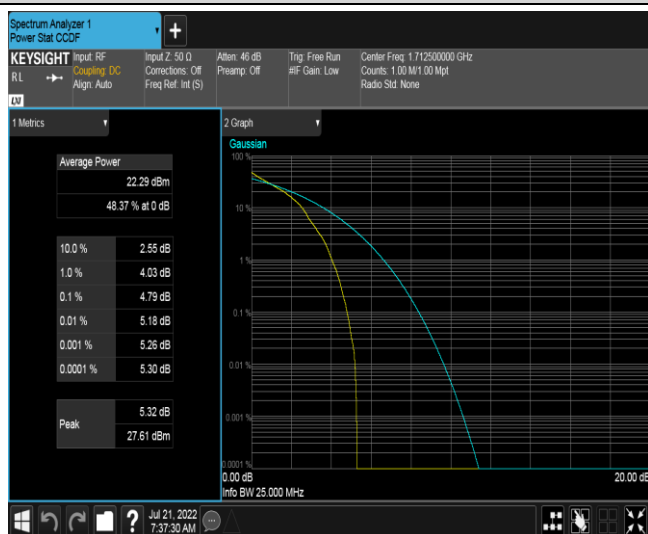 Spectrum Analyzer 1
Power Stat CCDF
+
KEYSIGHT Input: RF Input Z: 50 Ω Atten: 46 dB Trig: Free Run Center Freq: 1.712500000 GHz
RL Coupling: DC Corrections: Off Preamp: Off #IF Gain: Low Counts: 1.00 M/1.00 Mpt
Align: Auto Freq Ref: Int (S) Radio Std: None
LXI
1 Metrics
Average Power
22.29 dBm
48.37 % at 0 dB
10.0 % 2.55 dB
1.0 % 4.03 dB
0.1 % 4.79 dB
0.01 % 5.18 dB
0.001 % 5.26 dB
0.0001 % 5.30 dB
Peak 5.32 dB
27.61 dBm
2 Graph
Gaussian
100 %
10 %
1 %
0.1 %
0.01 %
0.001 %
0.0001 %
0.00 dB 20.00 dB
Info BW 25.000 MHz
? Jul 21, 2022
7:37:30 AM